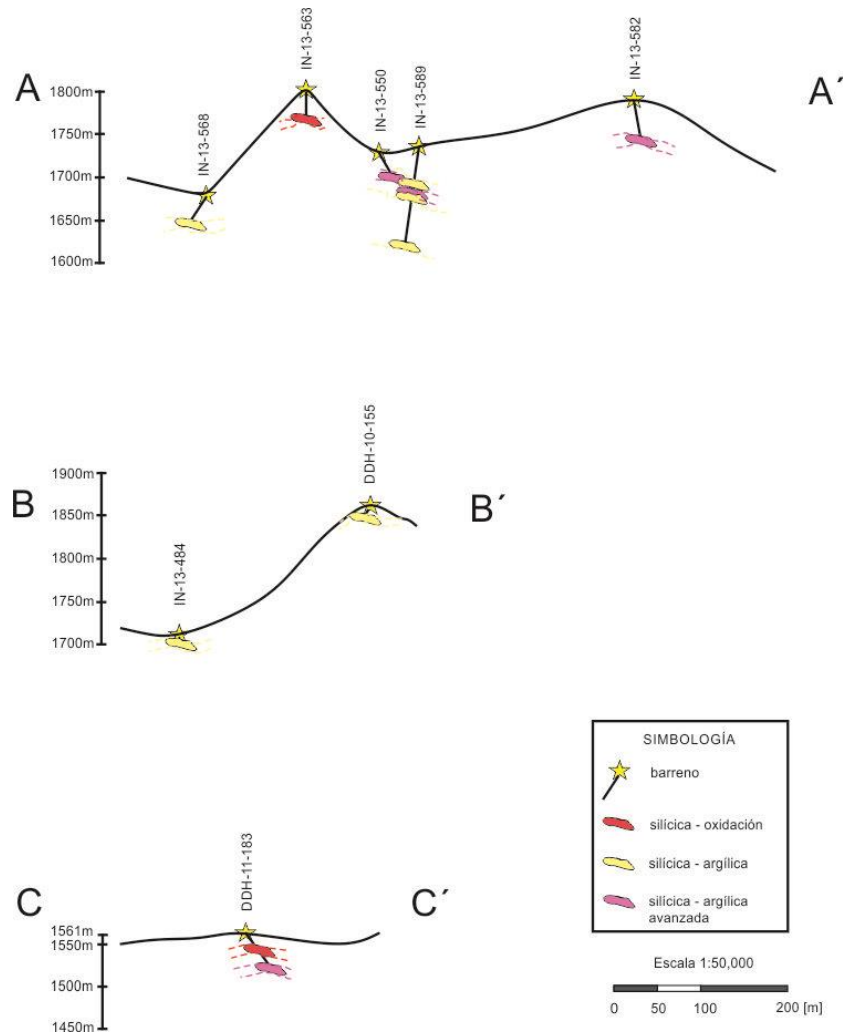 A
A´
IN-13-568
IN-13-563
IN-13-550
IN-13-589
IN-13-582
1800m
1750m
1700m
1650m
1600m
B
B´
IN-13-484
DDH-10-155
1900m
1850m
1800m
1750m
1700m
C
C´
DDH-11-183
1561m
1550m
1500m
1450m
SIMBOLOGÍA
barreno
silícica - oxidación
silícica - argílica
silícica - argílica
avanzada
Escala 1:50,000
0 50 100 200 [m]